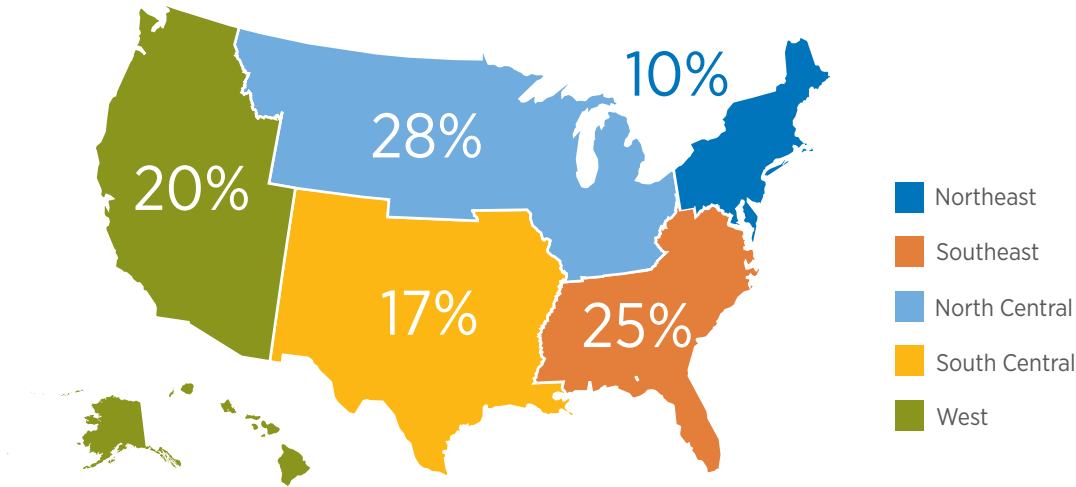 10%
28%
20%
17%
25%
Northeast
Southeast
North Central
South Central
West